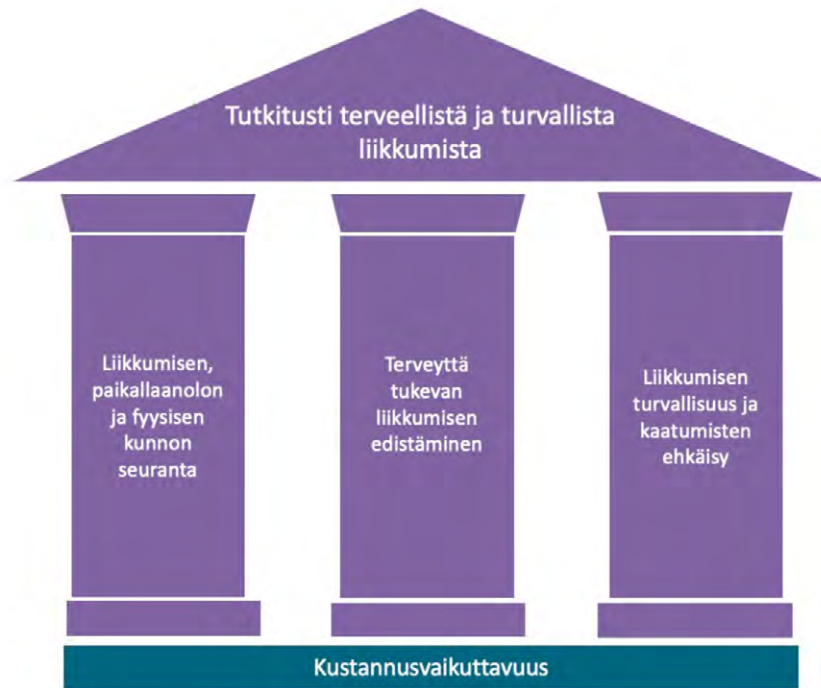 Tutkitusti terveellistä ja turvallista
liikkumista
Liikkumisen,
paikallaanolon
ja fyysisen
kunnon
seuranta
Terveyttä
tukevan
liikkumisen
edistäminen
Liikkumisen
turvallisuus ja
kaatumisten
ehkäisy
Kustannusvaikuttavuus